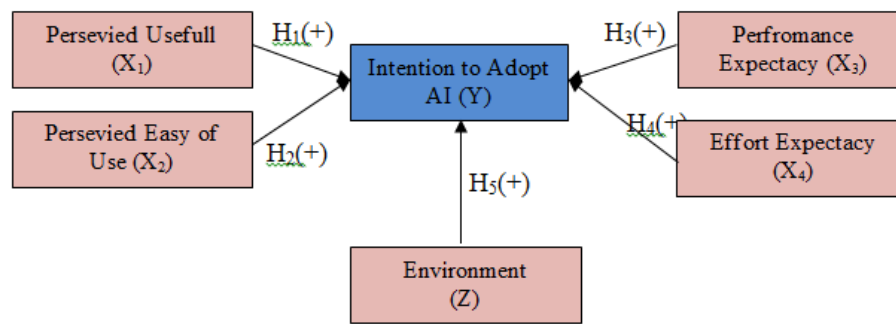 Persevied Usefull
(X₁)
H₁(+)
Persevied Easy of
Use (X₂)
H₂(+)
Intention to Adopt
AI (Y)
H₃(+)
Perfromance
Expectacy (X₃)
H₄(+)
Effort Expectacy
(X₄)
H₅(+)
Environment
(Z)